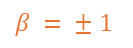 β = ± 1